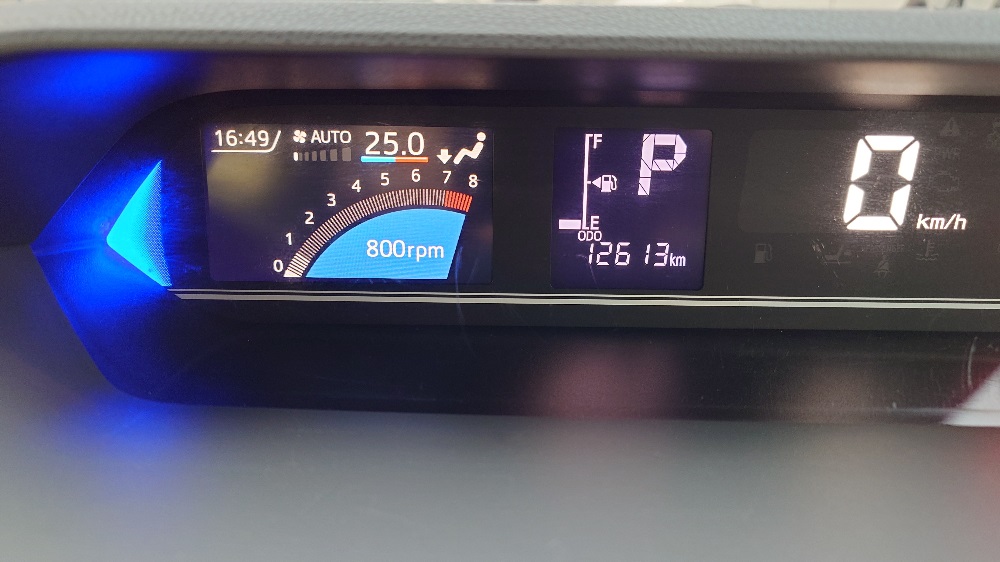 16:49/ AUTO 25.0
0 1 2 3 4 5 6 7 8
800rpm
F
E
P
ODO
12613km
0 km/h